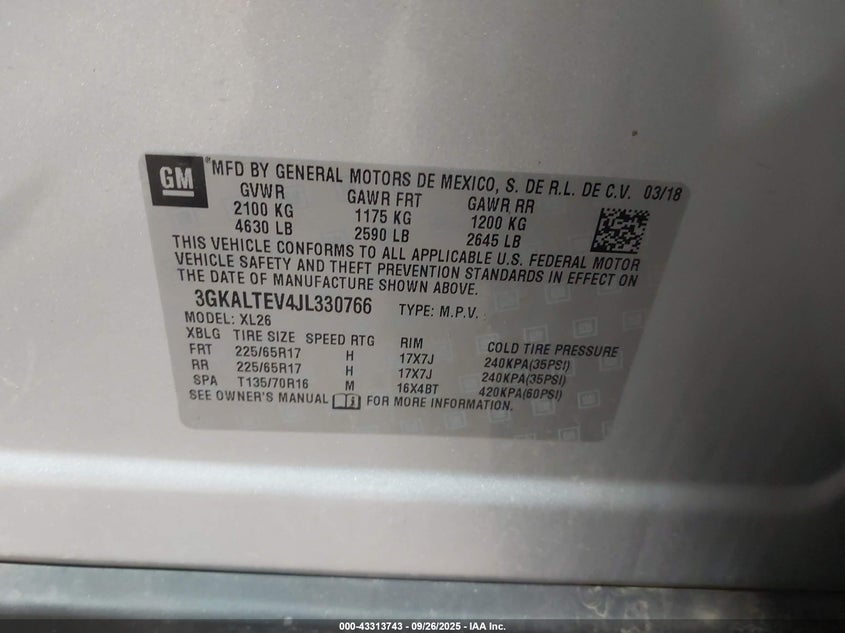 GM
®MFD BY GENERAL MOTORS DE MEXICO, S. DE R.L. DE C.V. 03/18
GVWR GAWR FRT GAWR RR
2100 KG 1175 KG 1200 KG
4630 LB 2590 LB 2645 LB
THIS VEHICLE CONFORMS TO ALL APPLICABLE U.S. FEDERAL MOTOR
VEHICLE SAFETY AND THEFT PREVENTION STANDARDS IN EFFECT ON
THE DATE OF MANUFACTURE SHOWN ABOVE.
3GKALTEV4JL330766 TYPE: M.P.V.
MODEL: XL26
XBLG TIRE SIZE SPEED RTG RIM COLD TIRE PRESSURE
FRT 225/65R17 H 17X7J 240KPA(35PSI)
RR 225/65R17 H 17X7J 240KPA(35PSI)
SPA T135/70R16 M 16X4BT 420KPA(60PSI)
SEE OWNER'S MANUAL FOR MORE INFORMATION.
000-43313743 - 09/26/2025 - IAA Inc.